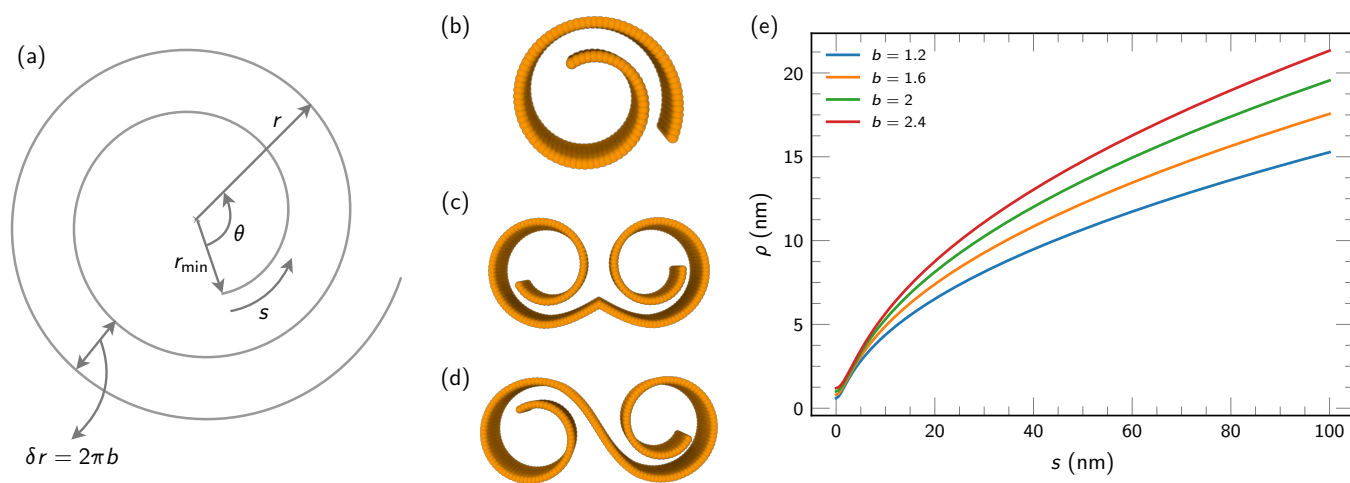 (a)
r
θ
r_min
s
δr = 2πb
(b)
(c)
(d)
(e)
b = 1.2
b = 1.6
b = 2
b = 2.4
ρ (nm)
20
15
10
5
0
0 20 40 60 80 100
s (nm)